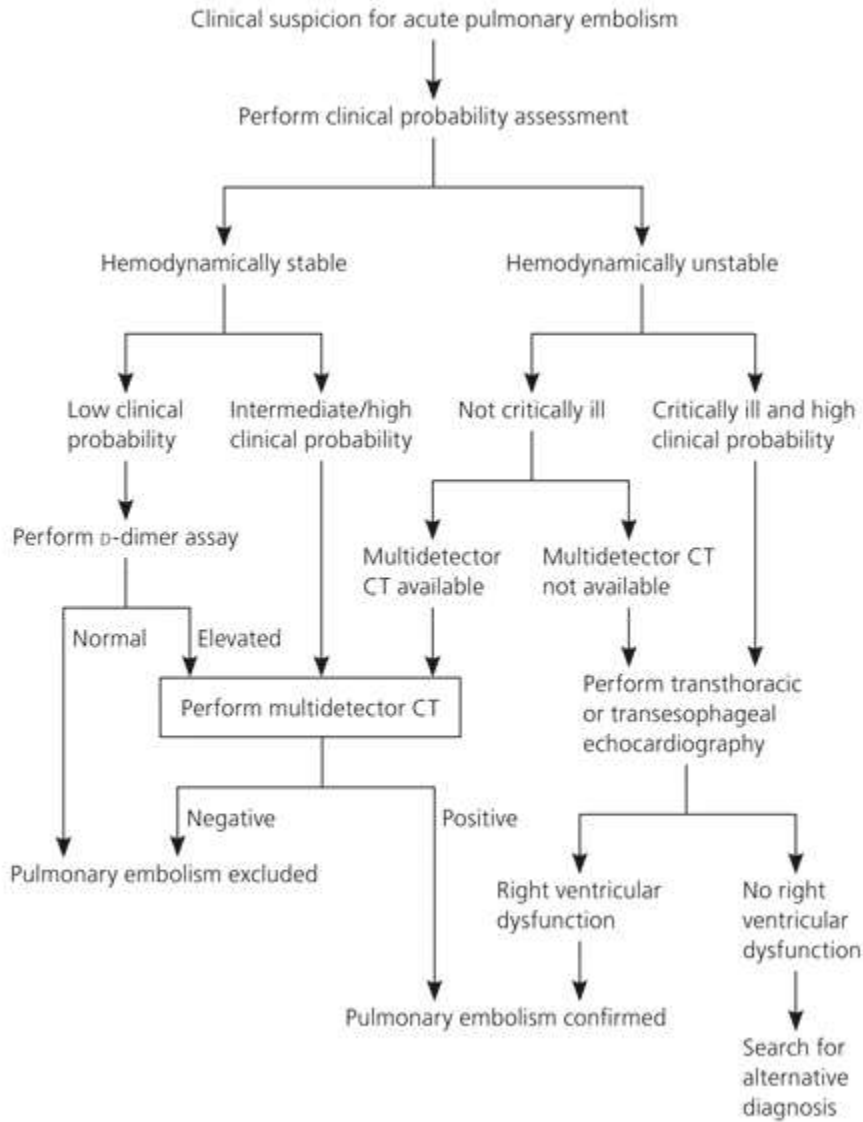 Clinical suspicion for acute pulmonary embolism
Perform clinical probability assessment
Hemodynamically stable
Hemodynamically unstable
Low clinical
probability
Intermediate/high
clinical probability
Not critically ill
Critically ill and high
clinical probability
Perform D-dimer assay
Multidetector
CT available
Multidetector CT
not available
Normal
Elevated
Perform multidetector CT
Perform transthoracic
or transesophageal
echocardiography
Negative
Positive
Pulmonary embolism excluded
Right ventricular
dysfunction
No right
ventricular
dysfunction
Pulmonary embolism confirmed
Search for
alternative
diagnosis